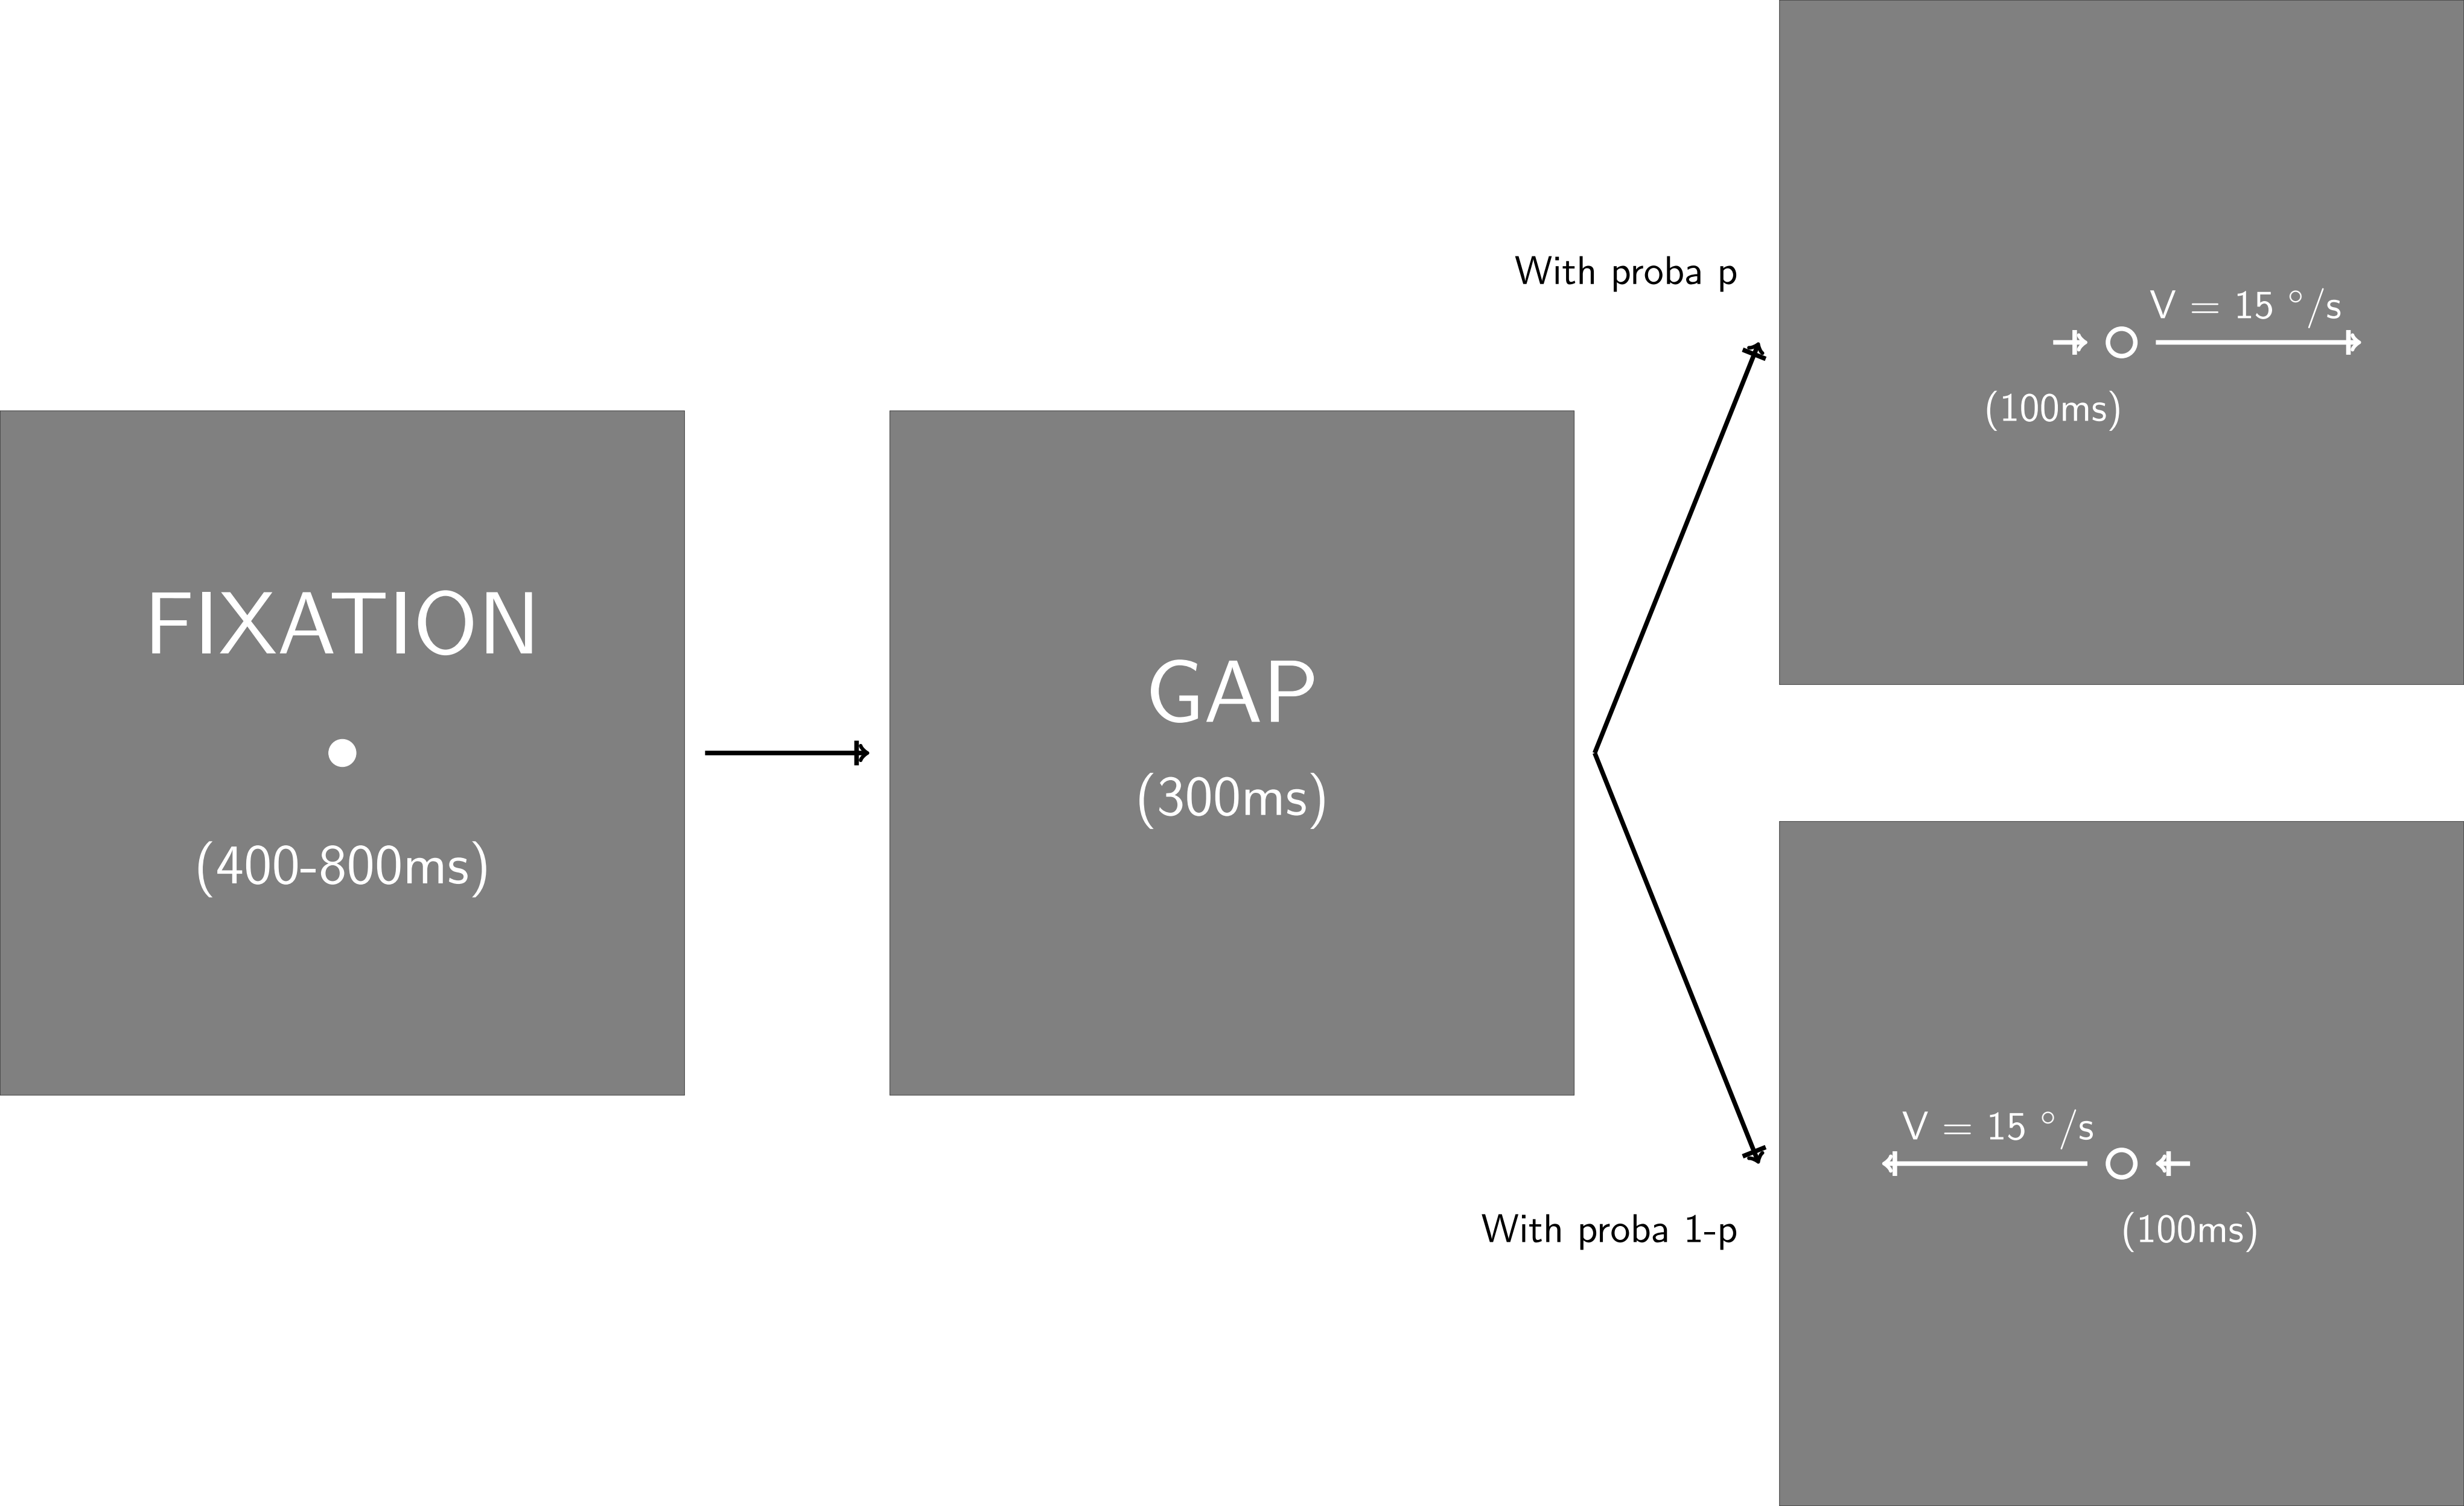 FIXATION
(400-800ms)
GAP
(300ms)
With proba p
V = 15 °/s
(100ms)
With proba 1-p
V = 15 °/s
(100ms)